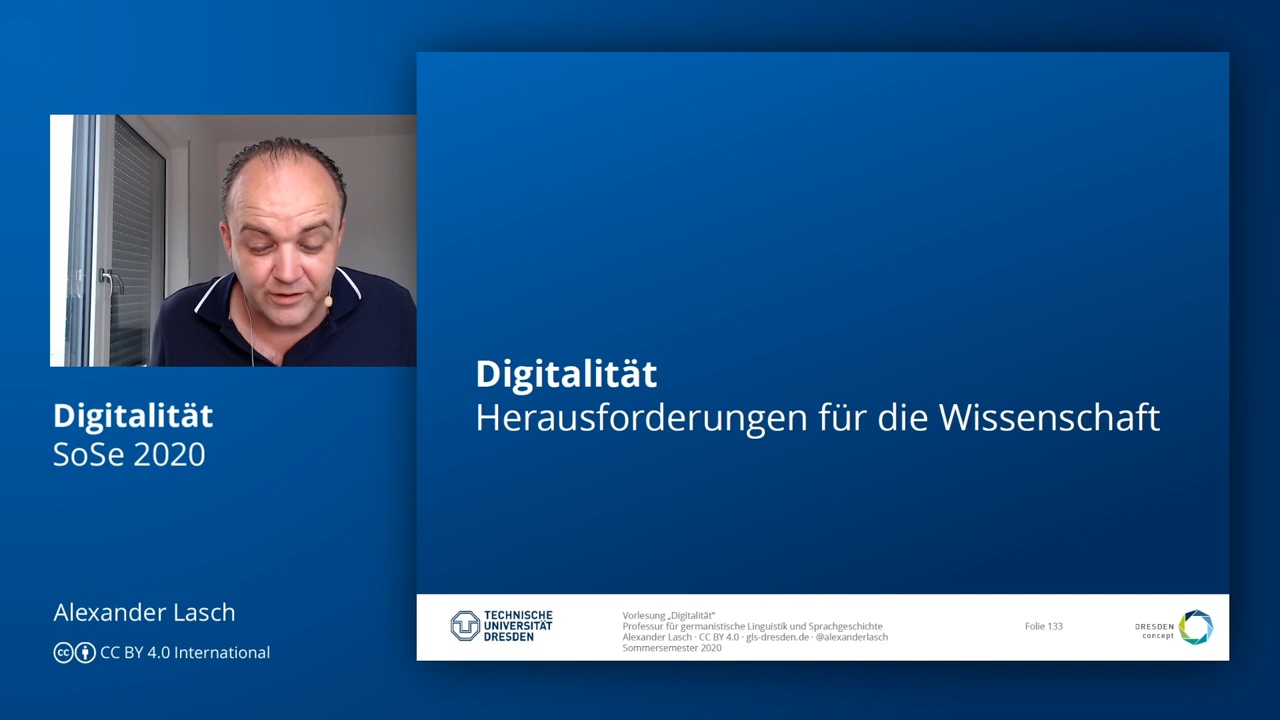 Digitalität
SoSe 2020
Alexander Lasch
cc CC BY 4.0 International
Digitalität
Herausforderungen für die Wissenschaft
TECHNISCHE
UNIVERSITÄT
DRESDEN
Vorlesung „Digitalität“
Professur für germanistische Linguistik und Sprachgeschichte
Alexander Lasch · CC BY 4.0 · gls-dresden.de · @alexanderlasch
Sommersemester 2020
Folie 133
DRESDEN
concept